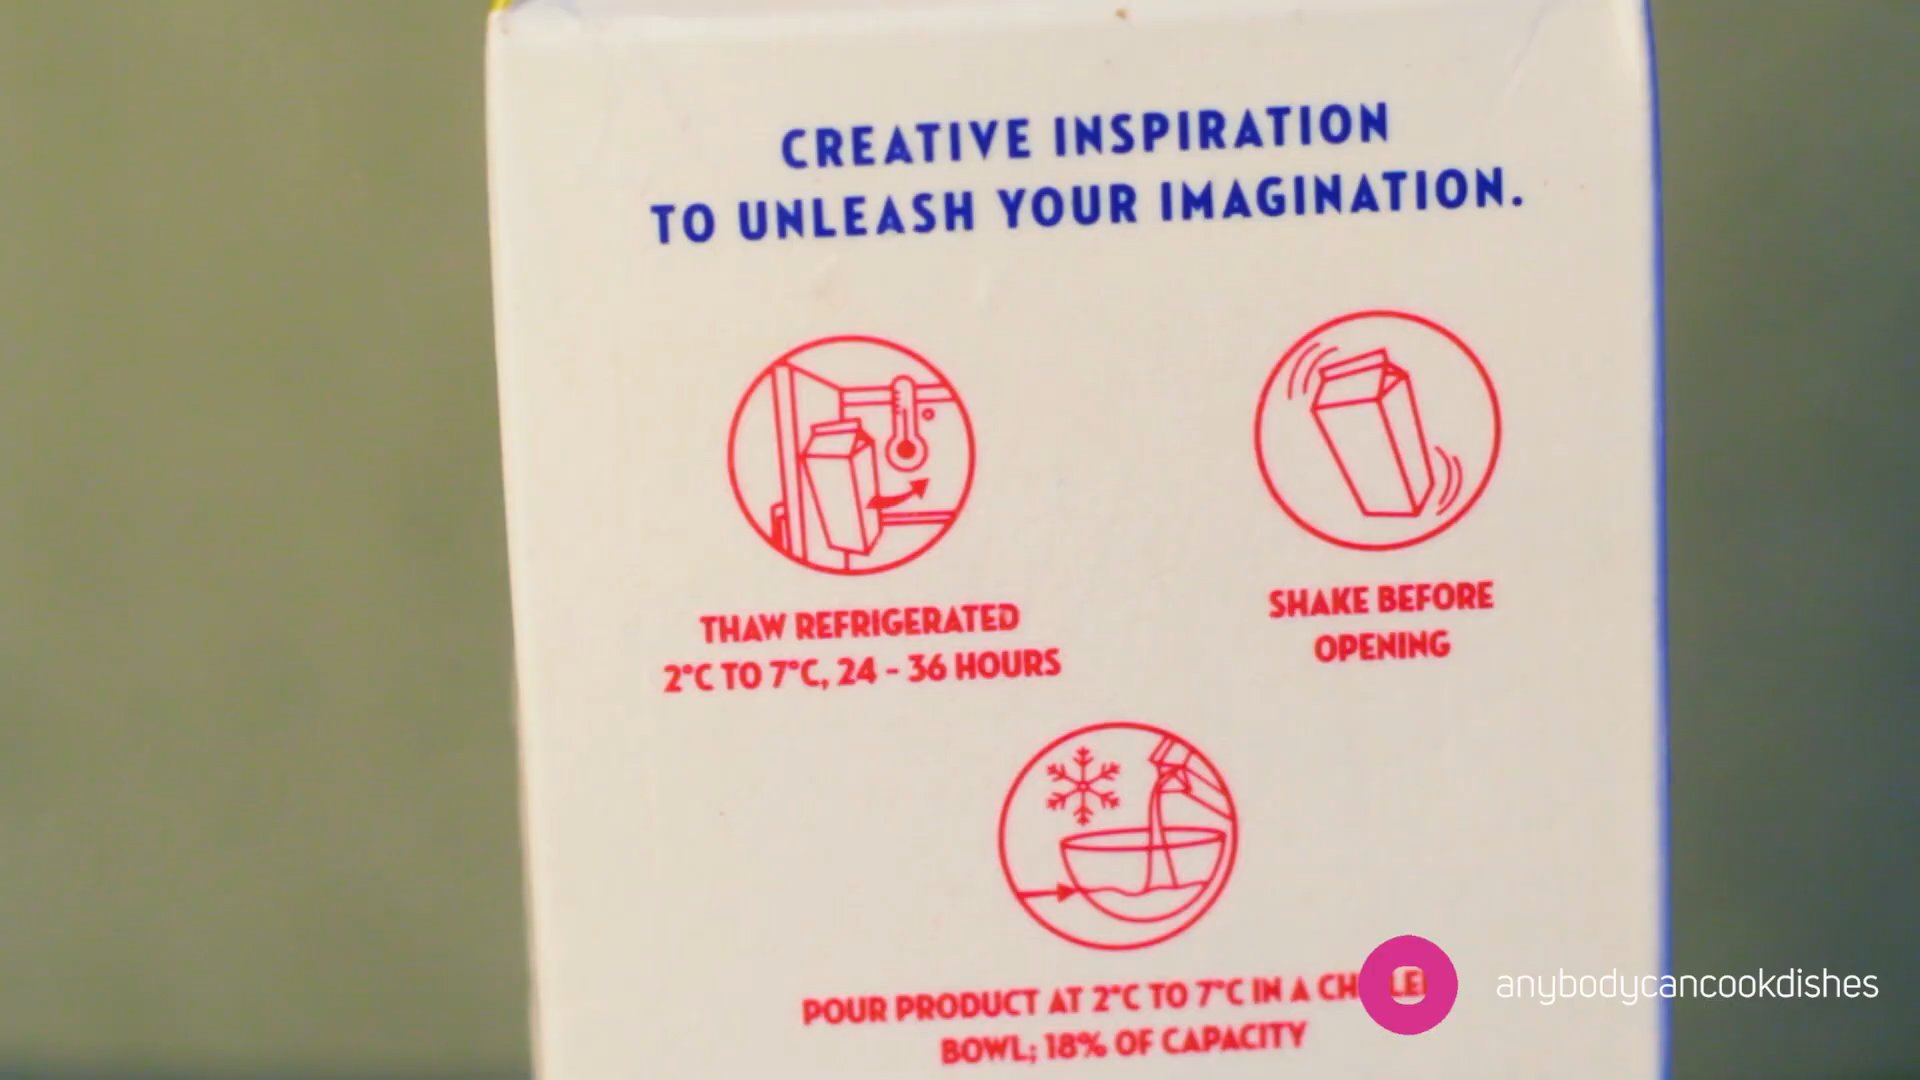 CREATIVE INSPIRATION
TO UNLEASH YOUR IMAGINATION.
THAW REFRIGERATED
2°C TO 7°C, 24 - 36 HOURS
SHAKE BEFORE
OPENING
POUR PRODUCT AT 2°C TO 7°C IN A
BOWL; 18% OF CAPACITY
anybodycancookdishes